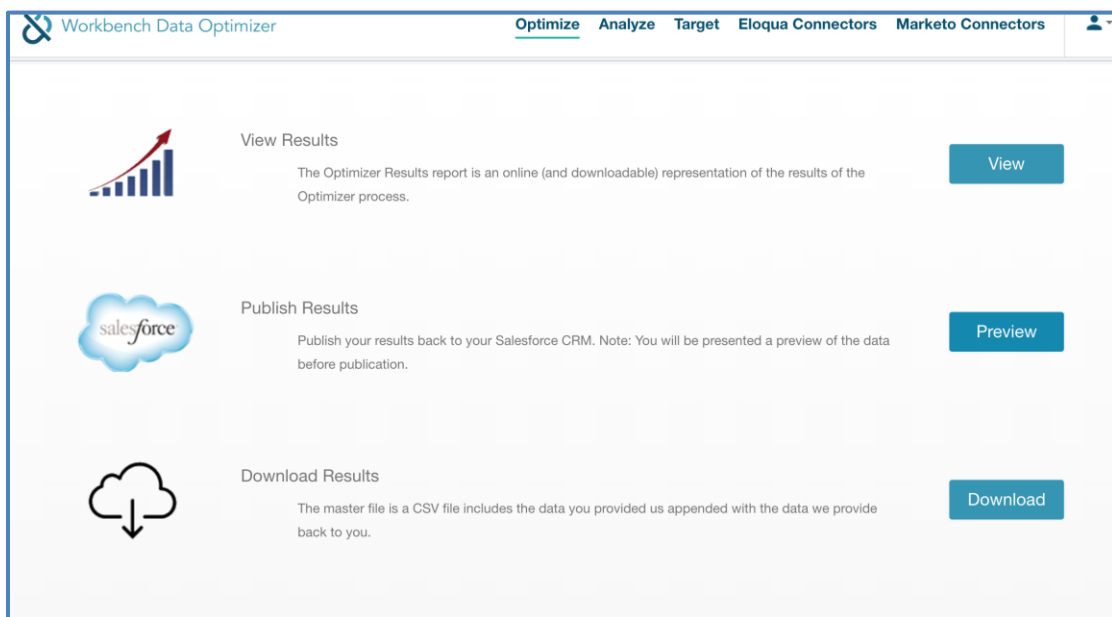 Workbench Data Optimizer
Optimize Analyze Target Eloqua Connectors Marketo Connectors
View Results
The Optimizer Results report is an online (and downloadable) representation of the results of the
Optimizer process.
View
salesforce
Publish Results
Publish your results back to your Salesforce CRM. Note: You will be presented a preview of the data
before publication.
Preview
Download Results
The master file is a CSV file includes the data you provided us appended with the data we provide
back to you.
Download